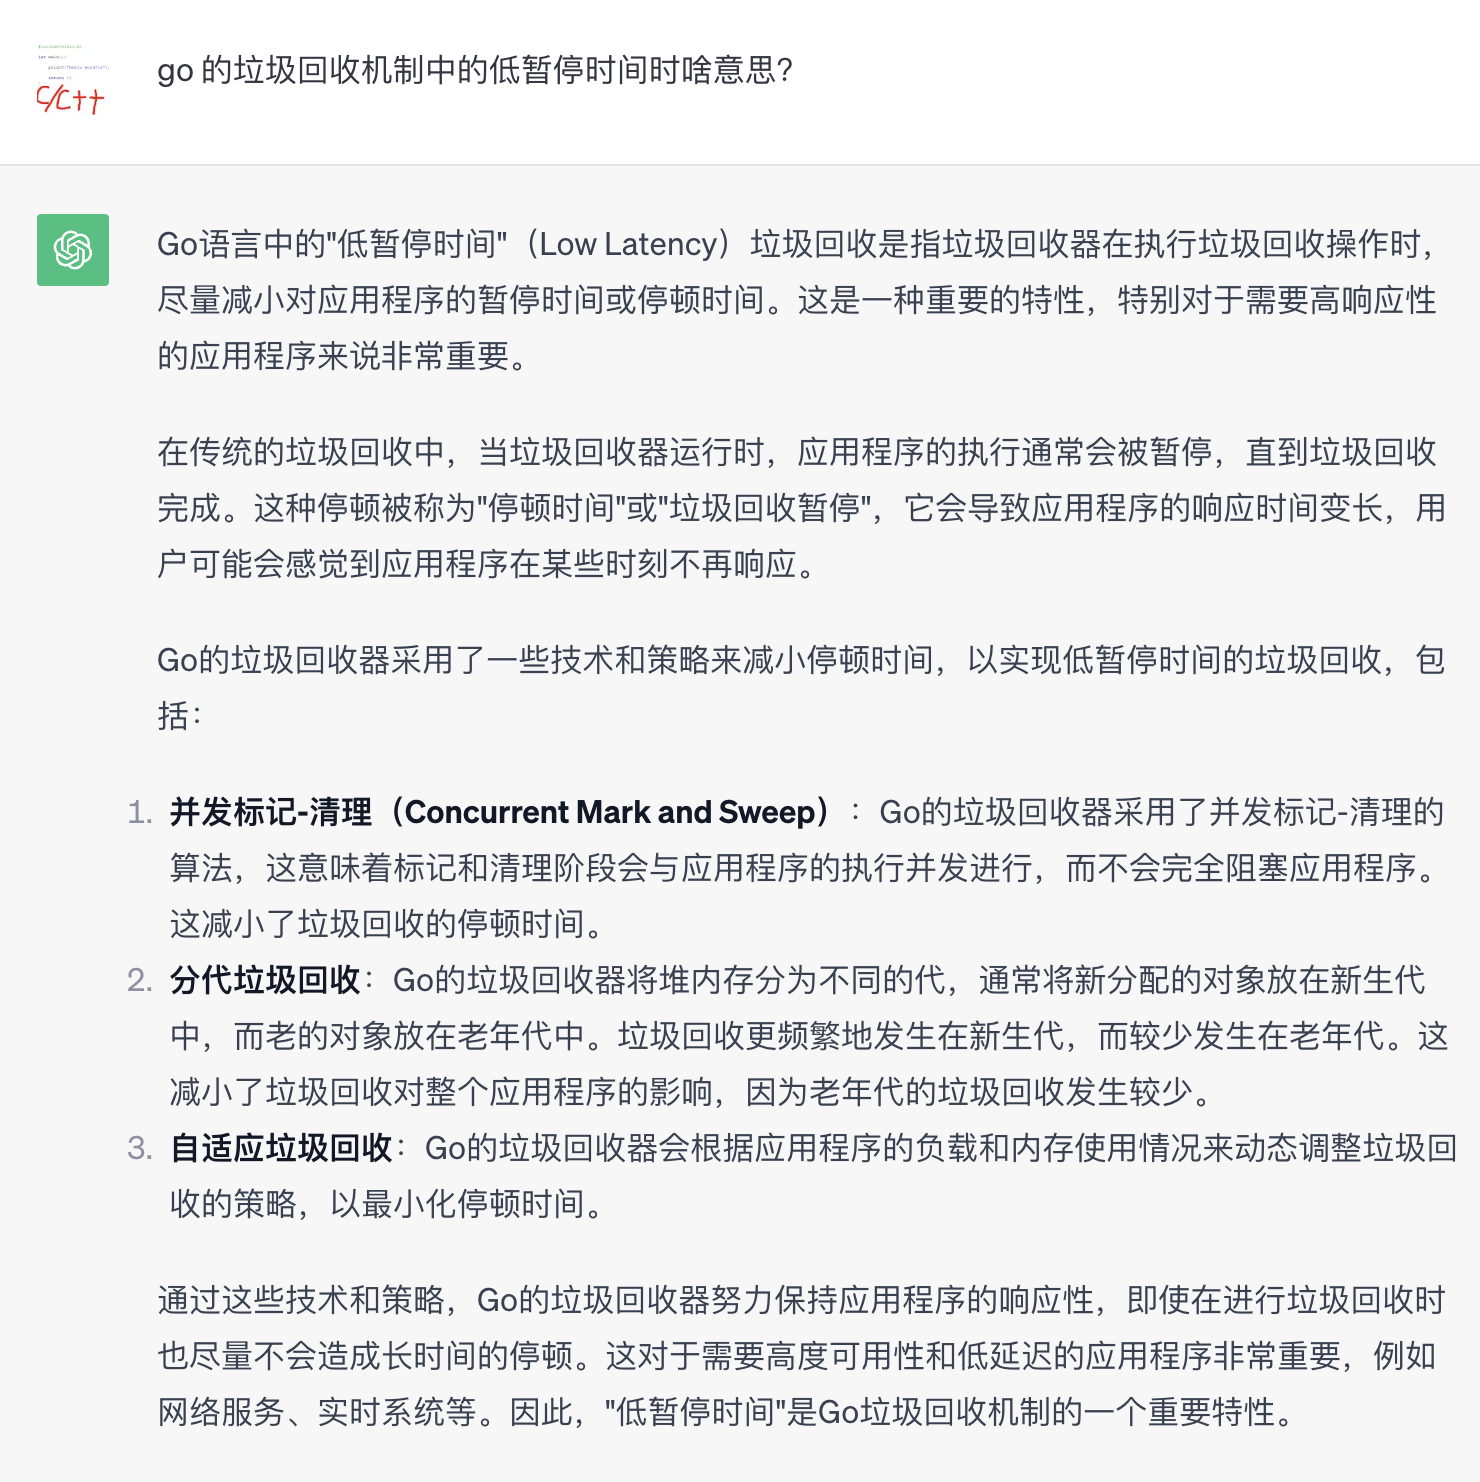 C/C++
go 的垃圾回收机制中的低暂停时间时啥意思？
Go语言中的"低暂停时间"（Low Latency）垃圾回收是指垃圾回收器在执行垃圾回收操作时，
尽量减小对应用程序的暂停时间或停顿时间。这是一种重要的特性，特别对于需要高响应性
的应用程序来说非常重要。
在传统的垃圾回收中，当垃圾回收器运行时，应用程序的执行通常会被暂停，直到垃圾回收
完成。这种停顿被称为"停顿时间"或"垃圾回收暂停"，它会导致应用程序的响应时间变长，用
户可能会感觉到应用程序在某些时刻不再响应。
Go的垃圾回收器采用了一些技术和策略来减小停顿时间，以实现低暂停时间的垃圾回收，包
括：
1. 并发标记-清理（Concurrent Mark and Sweep）：Go的垃圾回收器采用了并发标记-清理的
算法，这意味着标记和清理阶段会与应用程序的执行并发进行，而不会完全阻塞应用程序。
这减小了垃圾回收的停顿时间。
2. 分代垃圾回收：Go的垃圾回收器将堆内存分为不同的代，通常将新分配的对象放在新生代
中，而老的对象放在老年代中。垃圾回收更频繁地发生在新生代，而较少发生在老年代。这
减小了垃圾回收对整个应用程序的影响，因为老年代的垃圾回收发生较少。
3. 自适应垃圾回收：Go的垃圾回收器会根据应用程序的负载和内存使用情况来动态调整垃圾回
收的策略，以最小化停顿时间。
通过这些技术和策略，Go的垃圾回收器努力保持应用程序的响应性，即使在进行垃圾回收时
也尽量不会造成长时间的停顿。这对于需要高度可用性和低延迟的应用程序非常重要，例如
网络服务、实时系统等。因此，"低暂停时间"是Go垃圾回收机制的一个重要特性。